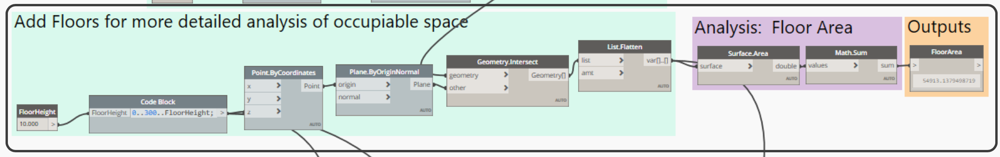 Add Floors for more detailed analysis of occupiable space
FloorHeight
10.000 >
Code Block
FloorHeight 0..300..FloorHeight; >
Point.ByCoordinates
x > Point
y >
z >
AUTO
Plane.ByOriginNormal
origin > Plane
normal >
AUTO
Geometry.Intersect
geometry > Geometry[]
other >
AUTO
List.Flatten
list > var[]..[]
amt >
AUTO
Analysis: Floor Area
Surface.Area
surface > double
AUTO
Math.Sum
values > sum
AUTO
Outputs
FloorArea
> >
54913.1379498719